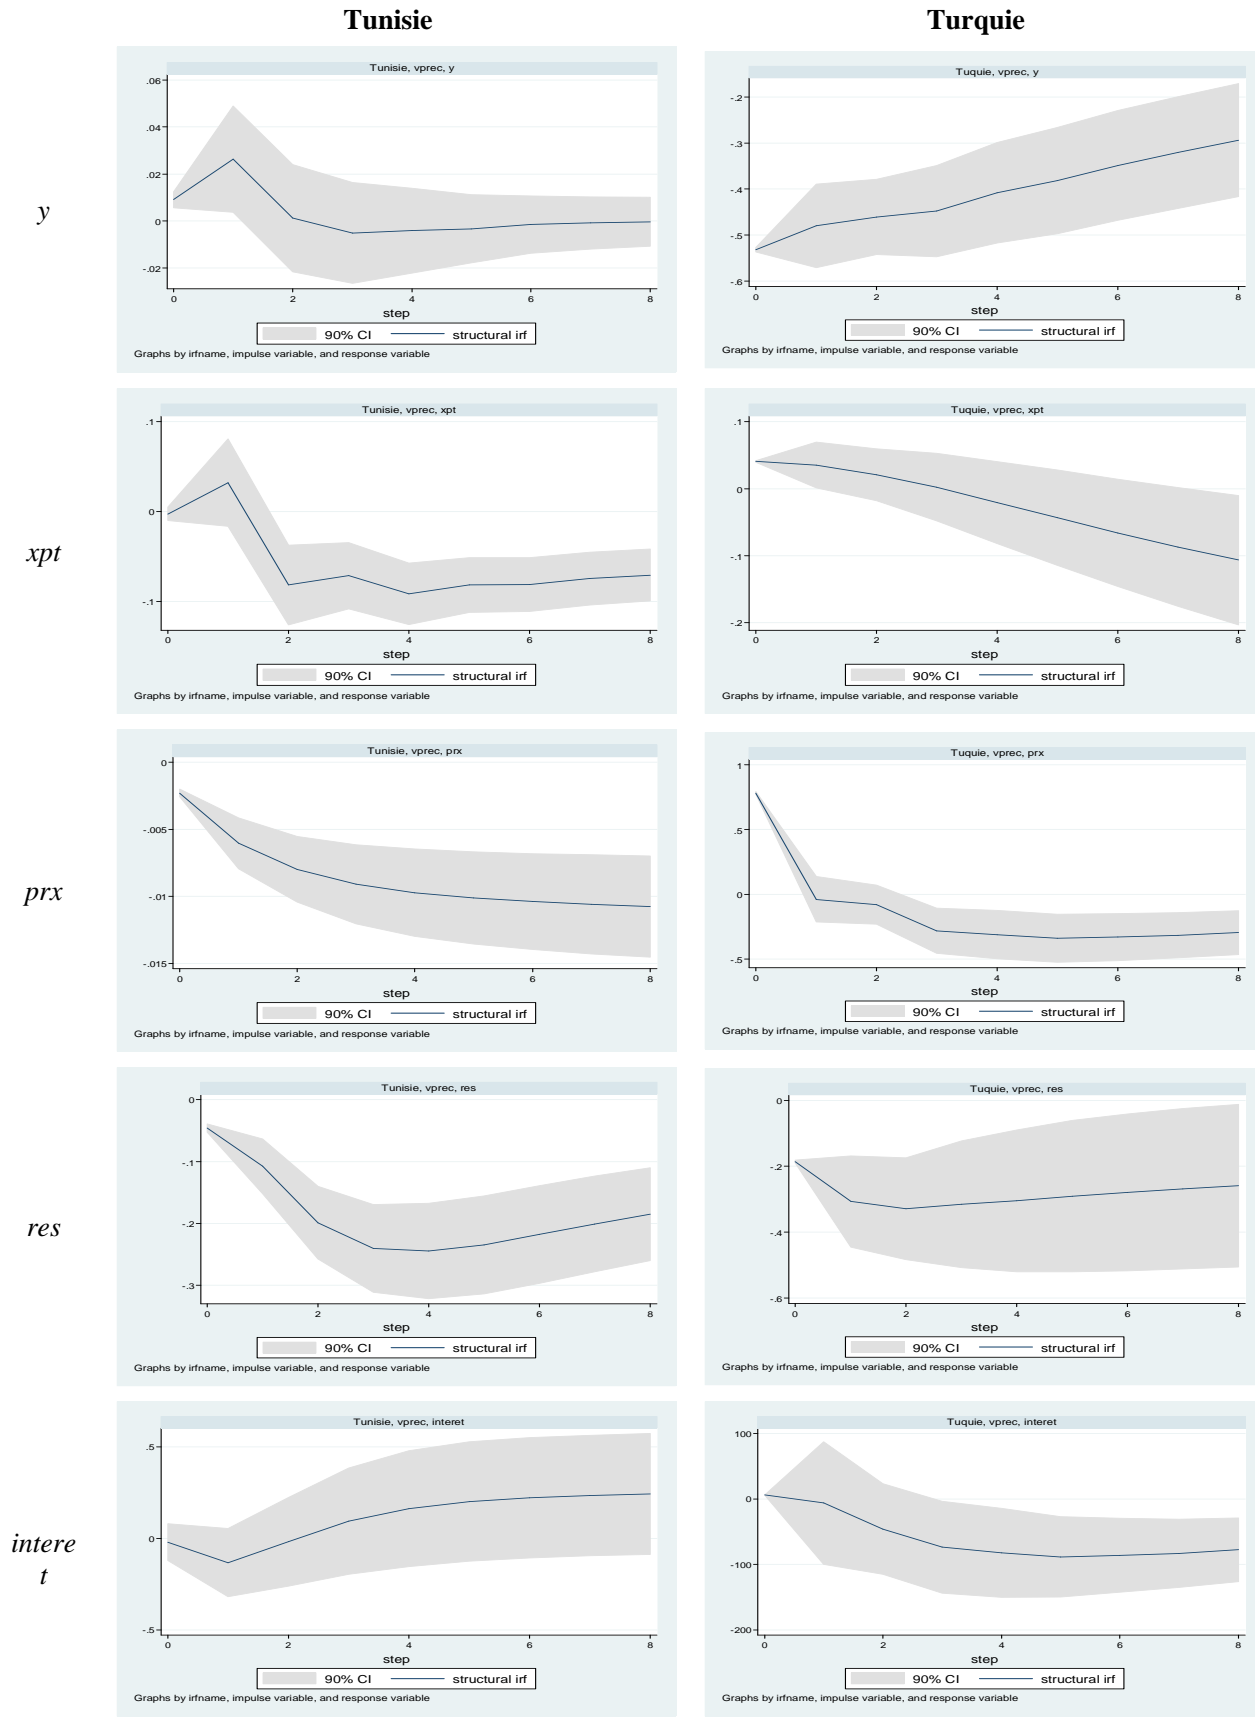 Tunisie Turquie
y
Tunisie, vprec, y
.06
.04
.02
0
-.02
0 2 4 6 8
step
90% CI structural irf
Graphs by irfname, impulse variable, and response variable
Tuquie, vprec, y
-.2
-.3
-.4
-.5
-.6
0 2 4 6 8
step
90% CI structural irf
Graphs by irfname, impulse variable, and response variable
xpt
Tunisie, vprec, xpt
.1
0
-.1
0 2 4 6 8
step
90% CI structural irf
Graphs by irfname, impulse variable, and response variable
Tuquie, vprec, xpt
.1
0
-.1
-.2
0 2 4 6 8
step
90% CI structural irf
Graphs by irfname, impulse variable, and response variable
prx
Tunisie, vprec, prx
0
-.005
-.01
-.015
0 2 4 6 8
step
90% CI structural irf
Graphs by irfname, impulse variable, and response variable
Tuquie, vprec, prx
1
.5
0
-.5
0 2 4 6 8
step
90% CI structural irf
Graphs by irfname, impulse variable, and response variable
res
Tunisie, vprec, res
0
-.1
-.2
-.3
0 2 4 6 8
step
90% CI structural irf
Graphs by irfname, impulse variable, and response variable
Tuquie, vprec, res
0
-.2
-.4
-.6
0 2 4 6 8
step
90% CI structural irf
Graphs by irfname, impulse variable, and response variable
intere
t
Tunisie, vprec, interet
.5
0
-.5
0 2 4 6 8
step
90% CI structural irf
Graphs by irfname, impulse variable, and response variable
Tuquie, vprec, interet
100
0
-100
-200
0 2 4 6 8
step
90% CI structural irf
Graphs by irfname, impulse variable, and response variable